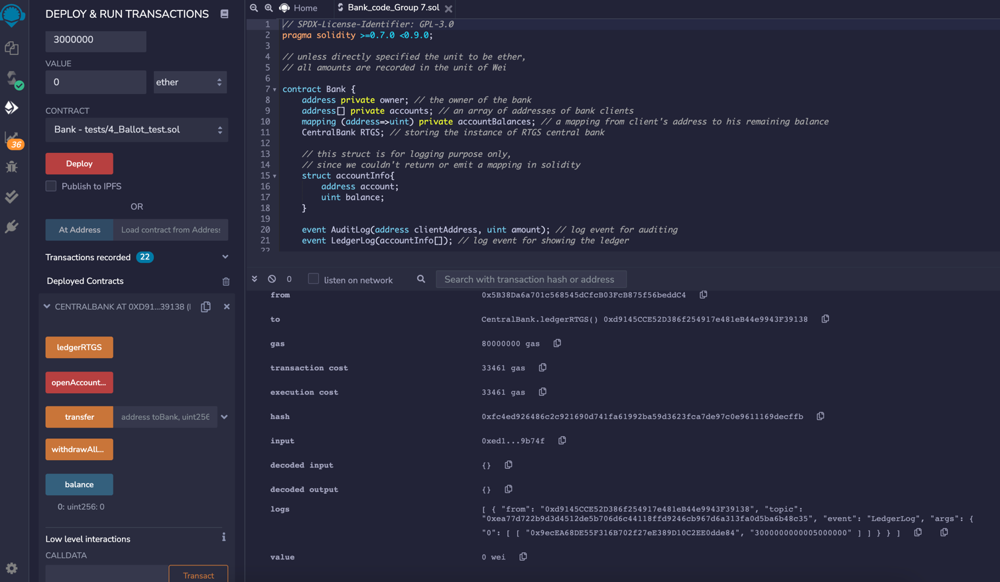 DEPLOY & RUN TRANSACTIONS
3000000
VALUE
0
ether
CONTRACT
Bank - tests/4_Ballot_test.sol
36
Deploy
Publish to IPFS
OR
At Address
Load contract from Address
Transactions recorded 22
Deployed Contracts
CENTRALBANK AT 0XD91...39138 (
ledgerRTGS
openAccount...
transfer
address toBank, uint256
withdrawAll...
balance
0: uint256: 0
Low level interactions
i
CALLDATA
Transact
Home
Bank_code_Group 7.sol
1 // SPDX-License-Identifier: GPL-3.0
2 pragma solidity >=0.7.0 <0.9.0;
3
4 // unless directly specified the unit to be ether,
5 // all amounts are recorded in the unit of Wei
6
7 contract Bank {
8 address private owner; // the owner of the bank
9 address[] private accounts; // an array of addresses of bank clients
10 mapping (address=>uint) private accountBalances; // a mapping from client's address to his remaining balance
11 CentralBank RTGS; // storing the instance of RTGS central bank
12
13 // this struct is for logging purpose only,
14 // since we couldn't return or emit a mapping in solidity
15 struct accountInfo{
16 address account;
17 uint balance;
18 }
19
20 event AuditLog(address clientAddress, uint amount); // log event for auditing
21 event LedgerLog(accountInfo[]); // log event for showing the ledger
22
0
listen on network
Search with transaction hash or address
from 0x5B38Da6a701c568545dCfcB03FcB875f56beddC4
to CentralBank.ledgerRTGS() 0xd9145CCE52D386f254917e481eB44e9943F39138
gas 80000000 gas
transaction cost 33461 gas
execution cost 33461 gas
hash 0xfc4ed926486c2c921690d741fa61992ba59d3623fca7de97c0e9611169decffb
input 0xed1...9b74f
decoded input {}
decoded output {}
logs [ { "from": "0xd9145CCE52D386f254917e481eB44e9943F39138", "topic":
"0xea77d722b9d3d4512de5b706d6c44118ffd9246cb967d6a313fa0d5ba6b48c35", "event": "LedgerLog", "args": {
"0": [ [ "0x9ecEA68DE55F316B702f27eE389D10C2EE0dde84", "3000000000005000000" ] ] } } ]
value 0 wei